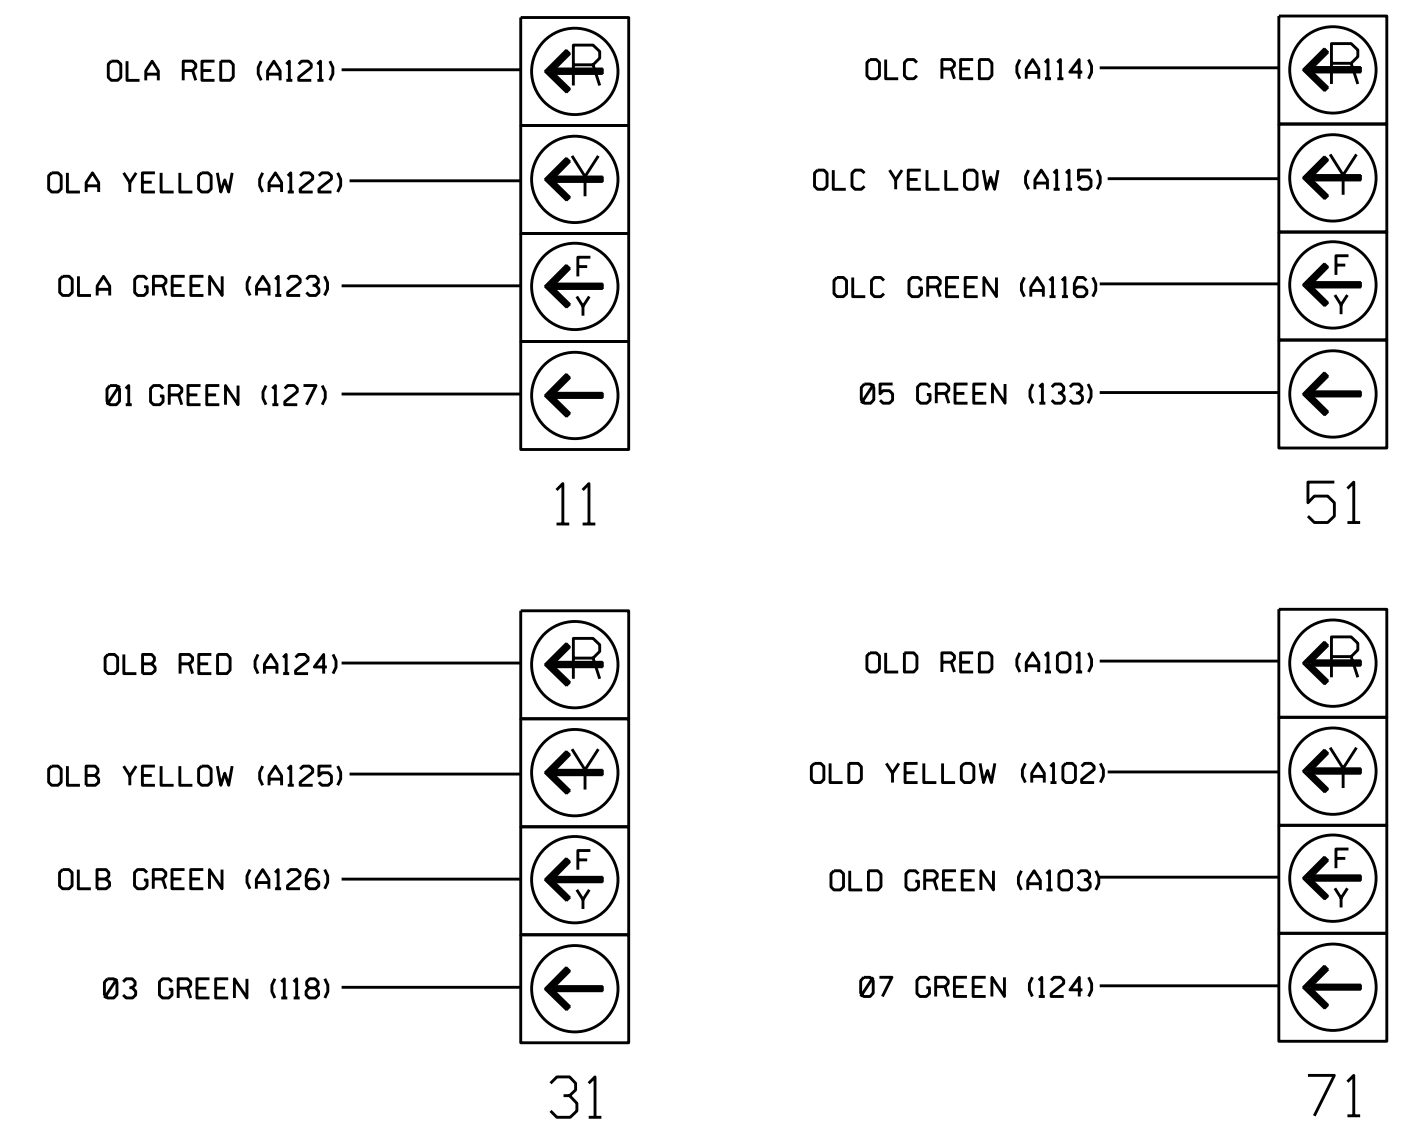 OLA RED (A121)
R
OLA YELLOW (A122)
Y
OLA GREEN (A123)
F
Y
Ø1 GREEN (127)
11
OLC RED (A114)
R
OLC YELLOW (A115)
Y
OLC GREEN (A116)
F
Y
Ø5 GREEN (133)
51
OLB RED (A124)
R
OLB YELLOW (A125)
Y
OLB GREEN (A126)
F
Y
Ø3 GREEN (118)
31
OLD RED (A101)
R
OLD YELLOW (A102)
Y
OLD GREEN (A103)
F
Y
Ø7 GREEN (124)
71